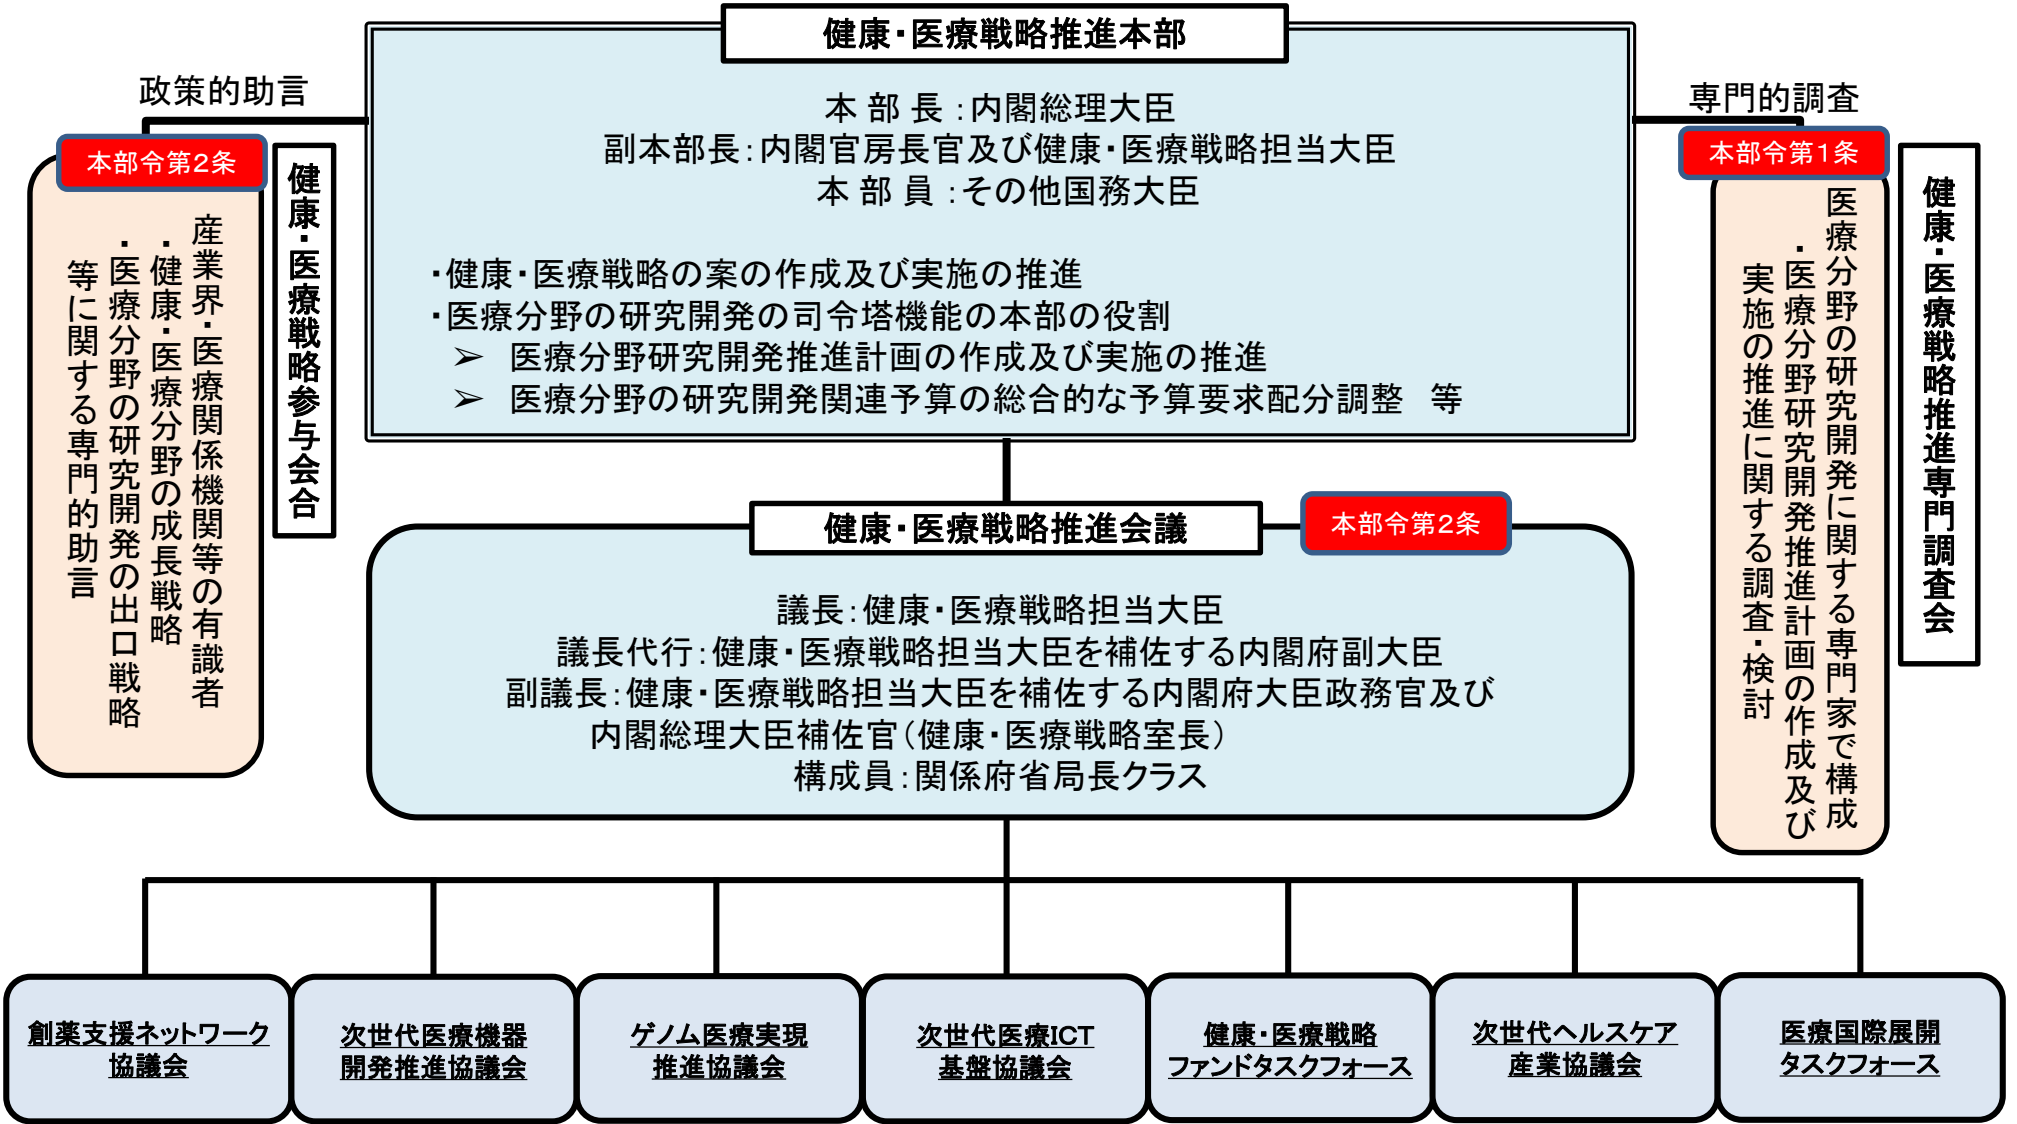 健康・医療戦略推進本部
本 部 長 ：内閣総理大臣
副本部長：内閣官房長官及び健康・医療戦略担当大臣
本 部 員 ：その他国務大臣
・健康・医療戦略の案の作成及び実施の推進
・医療分野の研究開発の司令塔機能の本部の役割
➢ 医療分野研究開発推進計画の作成及び実施の推進
➢ 医療分野の研究開発関連予算の総合的な予算要求配分調整　等
政策的助言
本部令第２条
健康・医療戦略参与会合
産業界・医療関係機関等の有識者
・健康・医療分野の成長戦略
・医療分野の研究開発の出口戦略
等に関する専門的助言
専門的調査
本部令第１条
健康・医療戦略推進専門調査会
医療分野の研究開発に関する専門家で構成
・医療分野研究開発推進計画の作成及び
実施の推進に関する調査・検討
健康・医療戦略推進会議
本部令第２条
議長：健康・医療戦略担当大臣
議長代行：健康・医療戦略担当大臣を補佐する内閣府副大臣
副議長：健康・医療戦略担当大臣を補佐する内閣府大臣政務官及び
内閣総理大臣補佐官（健康・医療戦略室長）
構成員：関係府省局長クラス
創薬支援ネットワーク
協議会
次世代医療機器
開発推進協議会
ゲノム医療実現
推進協議会
次世代医療ICT
基盤協議会
健康・医療戦略
ファンドタスクフォース
次世代ヘルスケア
産業協議会
医療国際展開
タスクフォース